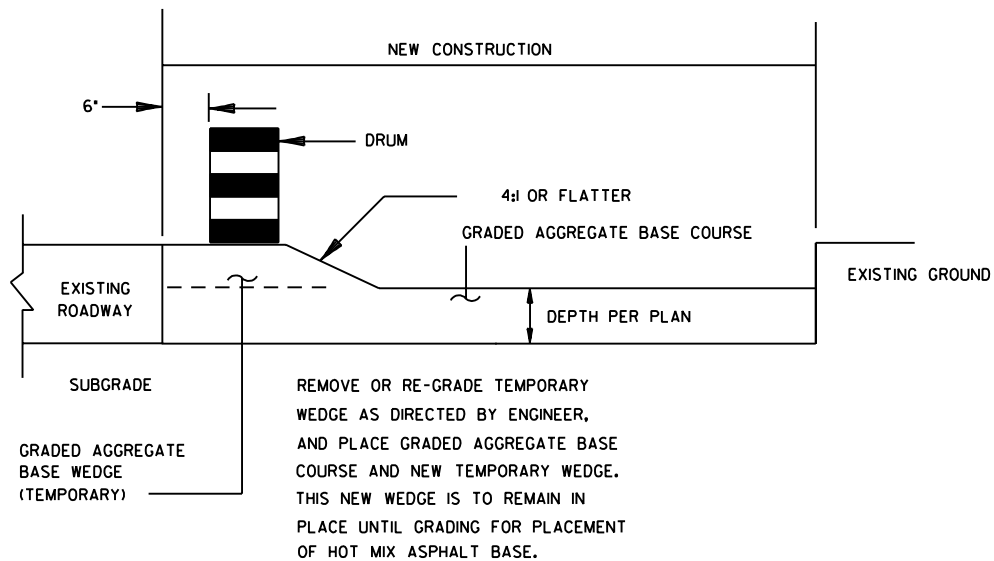 NEW CONSTRUCTION
6"
DRUM
4:1 OR FLATTER
GRADED AGGREGATE BASE COURSE
EXISTING GROUND
EXISTING
ROADWAY
DEPTH PER PLAN
SUBGRADE
GRADED AGGREGATE
BASE WEDGE
(TEMPORARY)
REMOVE OR RE-GRADE TEMPORARY
WEDGE AS DIRECTED BY ENGINEER,
AND PLACE GRADED AGGREGATE BASE
COURSE AND NEW TEMPORARY WEDGE.
THIS NEW WEDGE IS TO REMAIN IN
PLACE UNTIL GRADING FOR PLACEMENT
OF HOT MIX ASPHALT BASE.